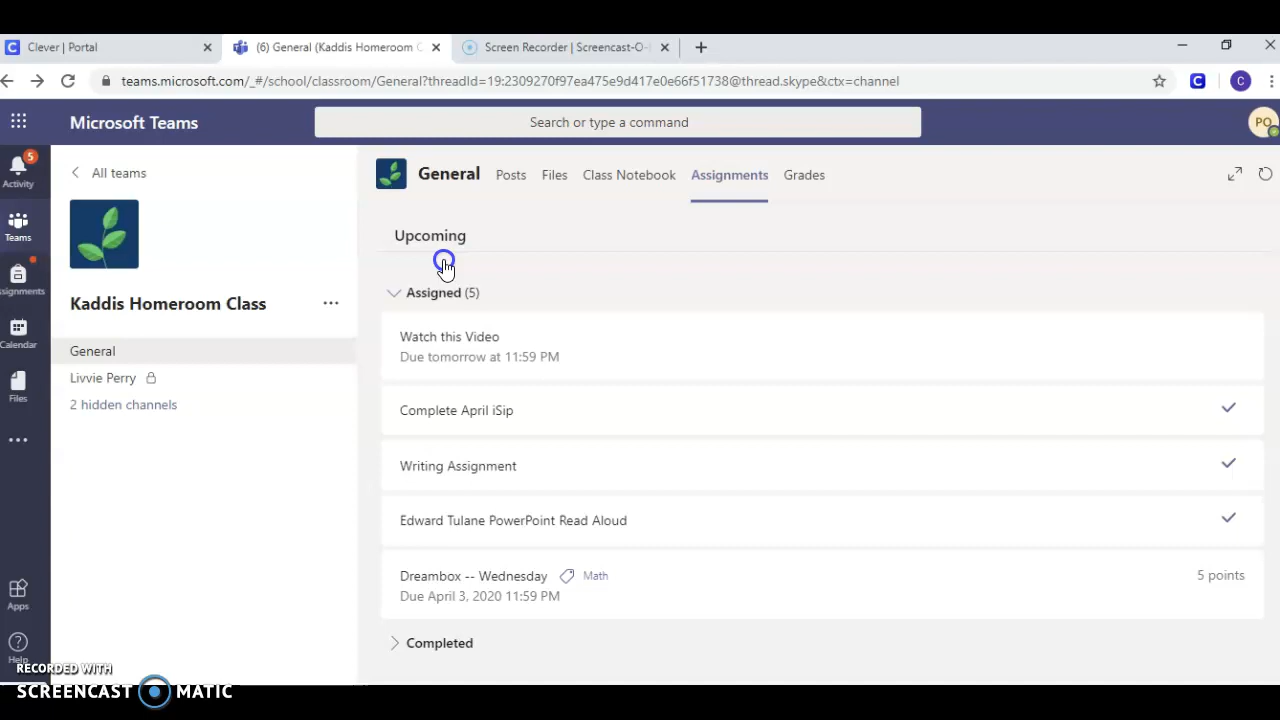 Clever | Portal
(6) General (Kaddis Homeroom C
Screen Recorder | Screencast-O-
teams.microsoft.com/_#/school/classroom/General?threadId=19:2309270f97ea475e9d417e0e66f51738@thread.skype&ctx=channel
C
Microsoft Teams
Search or type a command
PO
5
Activity
Teams
ssignments
Calendar
Files
Apps
Help
All teams
Kaddis Homeroom Class
General
Livvie Perry
2 hidden channels
General
Posts
Files
Class Notebook
Assignments
Grades
Upcoming
Assigned (5)
Watch this Video
Due tomorrow at 11:59 PM
Complete April iSip
Writing Assignment
Edward Tulane PowerPoint Read Aloud
Dreambox -- Wednesday Math
5 points
Due April 3, 2020 11:59 PM
Completed
RECORDED WITH
SCREENCAST MATIC